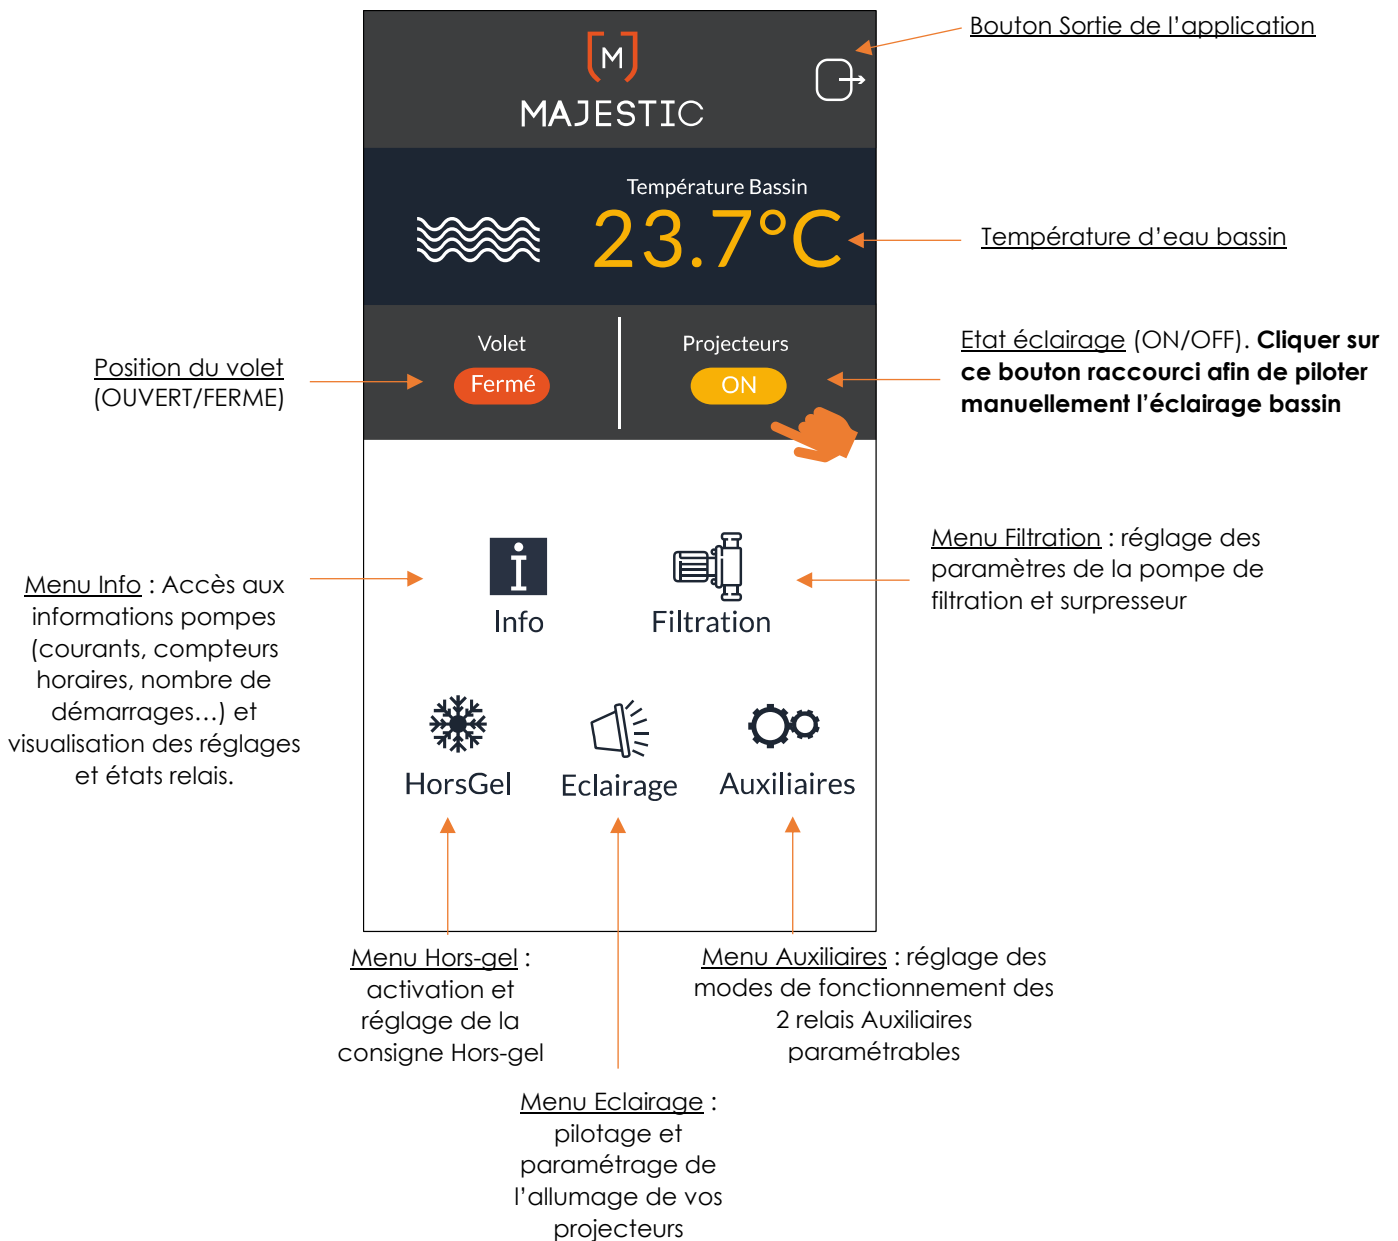 Bouton Sortie de l’application
M
MAJESTIC
Température Bassin
23.7°C
Température d’eau bassin
Volet
Fermé
Projecteurs
ON
Position du volet
(OUVERT/FERME)
Etat éclairage (ON/OFF). Cliquer sur
ce bouton raccourci afin de piloter
manuellement l’éclairage bassin
Info
Filtration
Menu Filtration : réglage des
paramètres de la pompe de
filtration et surpresseur
Menu Info : Accès aux
informations pompes
(courants, compteurs
horaires, nombre de
démarrages…) et
visualisation des réglages
et états relais.
HorsGel
Eclairage
Auxiliaires
Menu Hors-gel :
activation et
réglage de la
consigne Hors-gel
Menu Auxiliaires : réglage des
modes de fonctionnement des
2 relais Auxiliaires
paramétrables
Menu Eclairage :
pilotage et
paramétrage de
l’allumage de vos
projecteurs